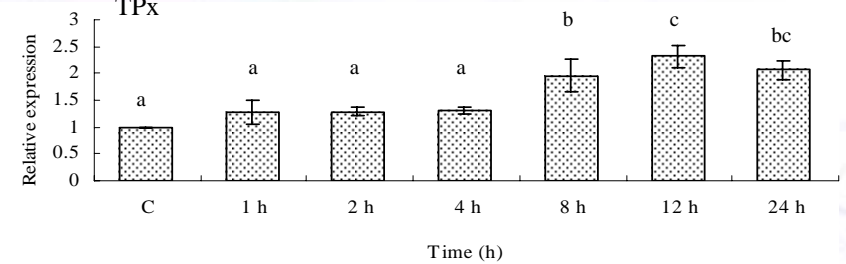 TPx
3
2.5
2
1.5
1
0.5
0
Relative expression
a
a
a
a
b
c
bc
C 1 h 2 h 4 h 8 h 12 h 24 h
Time (h)